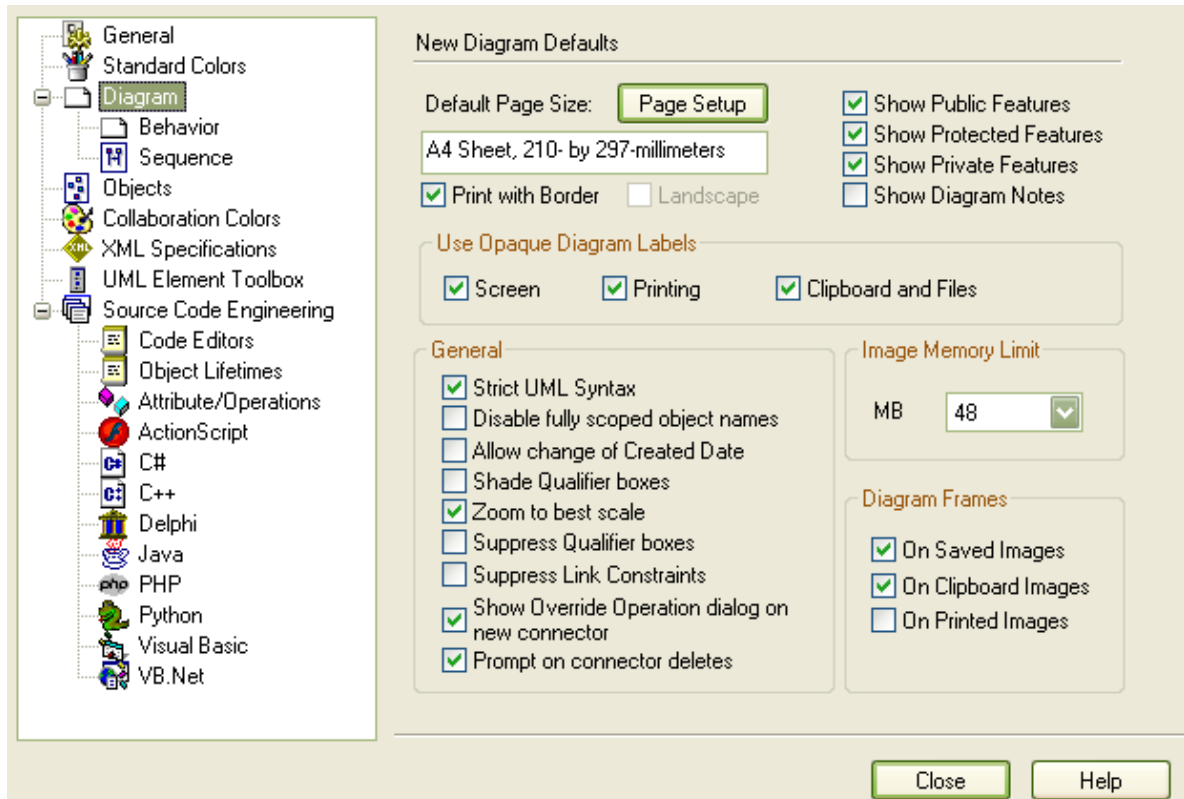 General
Standard Colors
Diagram
Behavior
Sequence
Objects
Collaboration Colors
XML Specifications
UML Element Toolbox
Source Code Engineering
Code Editors
Object Lifetimes
Attribute/Operations
ActionScript
C#
C++
Delphi
Java
php PHP
Python
Visual Basic
VB.Net
New Diagram Defaults
Default Page Size: Page Setup
A4 Sheet, 210- by 297-millimeters
Print with Border Landscape
Show Public Features
Show Protected Features
Show Private Features
Show Diagram Notes
Use Opaque Diagram Labels
Screen Printing Clipboard and Files
General
Strict UML Syntax
Disable fully scoped object names
Allow change of Created Date
Shade Qualifier boxes
Zoom to best scale
Suppress Qualifier boxes
Suppress Link Constraints
Show Override Operation dialog on
new connector
Prompt on connector deletes
Image Memory Limit
MB 48
Diagram Frames
On Saved Images
On Clipboard Images
On Printed Images
Close Help